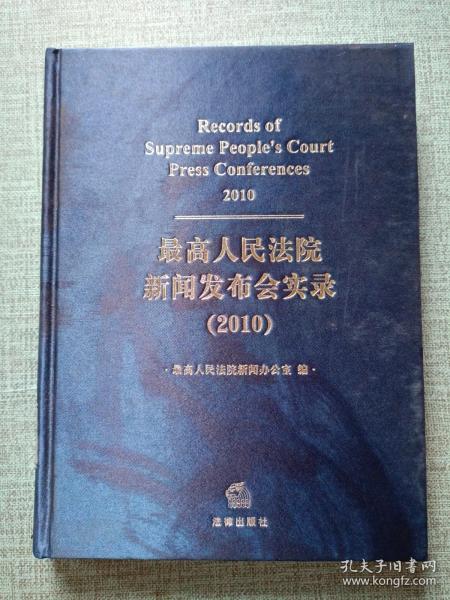 Records of
Supreme People's Court
Press Conferences
2010
最高人民法院
新闻发布会实录
(2010)
·最高人民法院新闻办公室 编·
法律出版社
孔夫子旧书网
www.kongfz.com